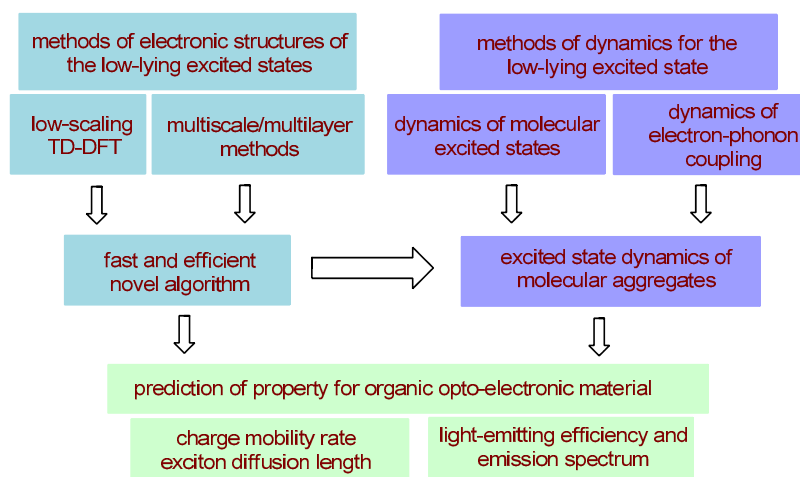 methods of electronic structures of
the low-lying excited states
methods of dynamics for the
low-lying excited state
low-scaling
TD-DFT
multiscale/multilayer
methods
dynamics of molecular
excited states
dynamics of
electron-phonon
coupling
fast and efficient
novel algorithm
excited state dynamics of
molecular aggregates
prediction of property for organic opto-electronic material
charge mobility rate
exciton diffusion length
light-emitting efficiency and
emission spectrum